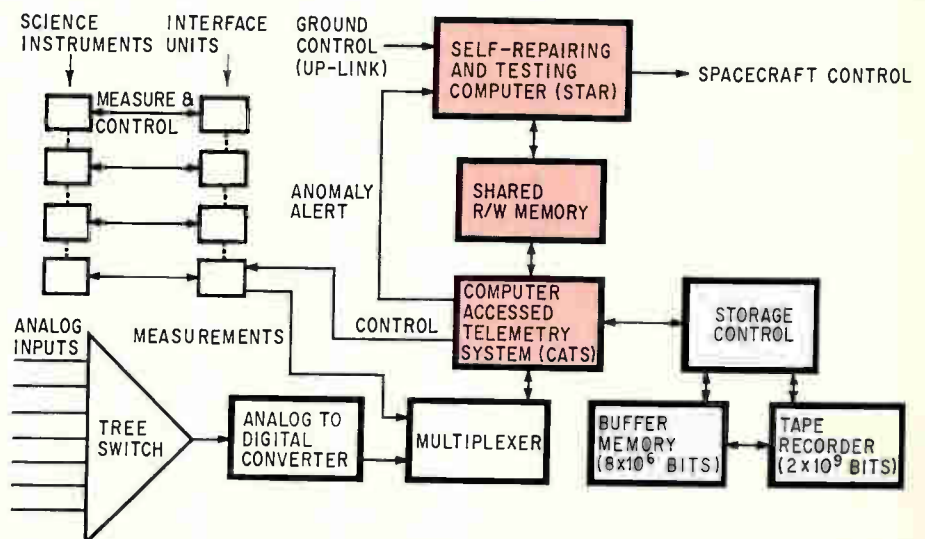 SCIENCE
INSTRUMENTS
INTERFACE
UNITS
GROUND
CONTROL
(UP-LINK)
SELF-REPAIRING
AND TESTING
COMPUTER (STAR)
SPACECRAFT CONTROL
MEASURE &
CONTROL
ANOMALY
ALERT
SHARED
R/W MEMORY
COMPUTER
ACCESSED
TELEMETRY
SYSTEM (CATS)
CONTROL
MEASUREMENTS
STORAGE
CONTROL
ANALOG
INPUTS
TREE
SWITCH
ANALOG TO
DIGITAL
CONVERTER
MULTIPLEXER
BUFFER
MEMORY
(8x10⁶ BITS)
TAPE
RECORDER
(2x10⁹ BITS)